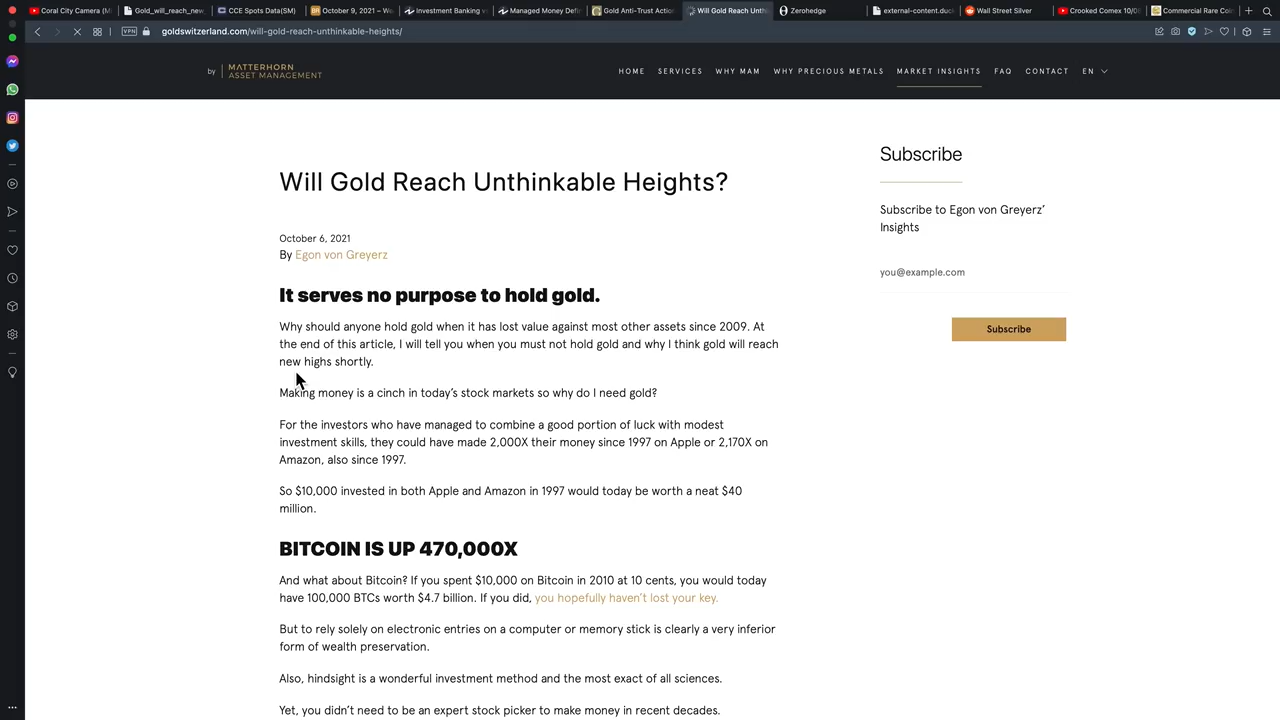 Coral City Camera (M
Gold_will_reach_new
CCE Spots Data(SM)
October 9, 2021 – We
Investment Banking v
Managed Money Defi
Gold Anti-Trust Action
Will Gold Reach Unth
Zerohedge
external-content.duck
Wall Street Silver
Crooked Comex 10/08
Commercial Rare Coi
VPN
goldswitzerland.com/will-gold-reach-unthinkable-heights/
by MATTERHORN
ASSET MANAGEMENT
HOME SERVICES WHY MAM WHY PRECIOUS METALS MARKET INSIGHTS FAQ CONTACT EN
Will Gold Reach Unthinkable Heights?
October 6, 2021
By Egon von Greyerz
It serves no purpose to hold gold.
Why should anyone hold gold when it has lost value against most other assets since 2009. At
the end of this article, I will tell you when you must not hold gold and why I think gold will reach
new highs shortly.
Making money is a cinch in today’s stock markets so why do I need gold?
For the investors who have managed to combine a good portion of luck with modest
investment skills, they could have made 2,000X their money since 1997 on Apple or 2,170X on
Amazon, also since 1997.
So $10,000 invested in both Apple and Amazon in 1997 would today be worth a neat $40
million.
BITCOIN IS UP 470,000X
And what about Bitcoin? If you spent $10,000 on Bitcoin in 2010 at 10 cents, you would today
have 100,000 BTCs worth $4.7 billion. If you did, you hopefully haven’t lost your key.
But to rely solely on electronic entries on a computer or memory stick is clearly a very inferior
form of wealth preservation.
Also, hindsight is a wonderful investment method and the most exact of all sciences.
Yet, you didn’t need to be an expert stock picker to make money in recent decades.
Subscribe
Subscribe to Egon von Greyerz’
Insights
you@example.com
Subscribe